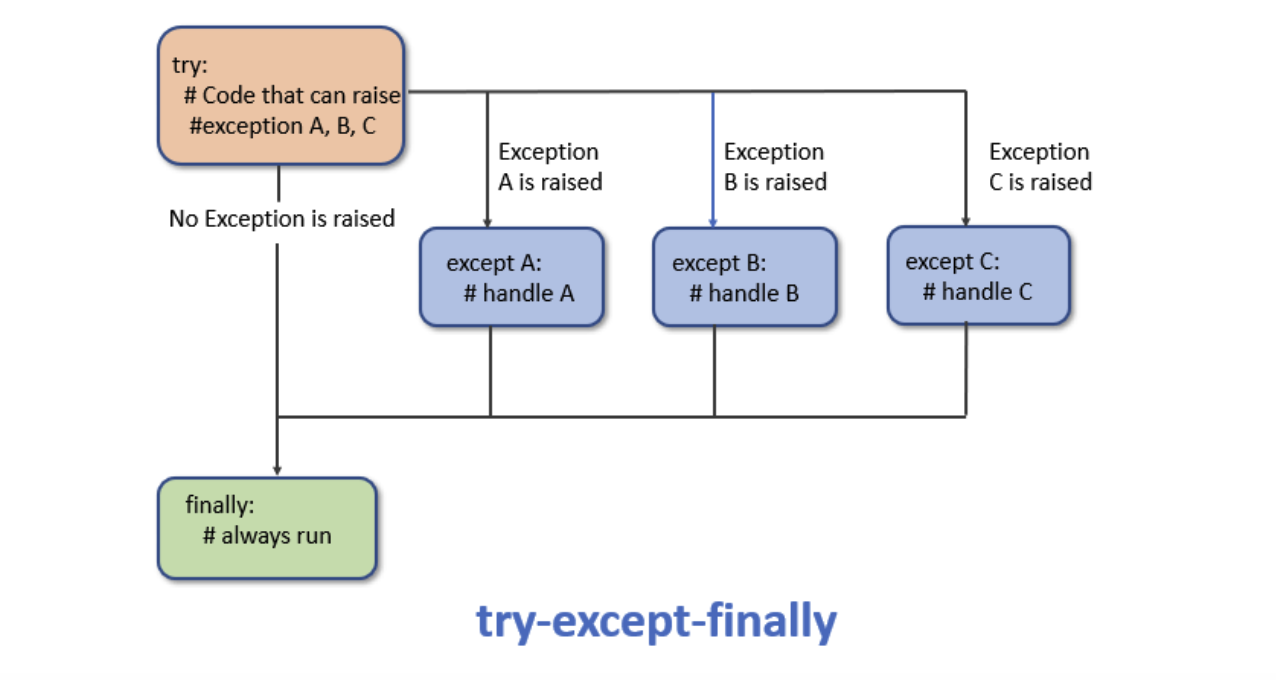 try:
# Code that can raise
#exception A, B, C
Exception
A is raised
Exception
B is raised
Exception
C is raised
No Exception is raised
except A:
# handle A
except B:
# handle B
except C:
# handle C
finally:
# always run
try-except-finally